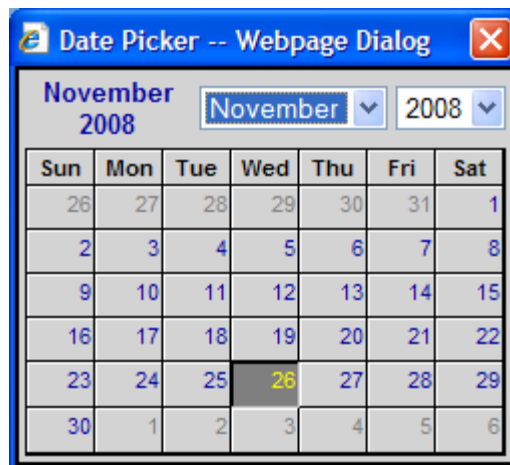 Date Picker -- Webpage Dialog
November 2008
November 2008
Sun Mon Tue Wed Thu Fri Sat
26 27 28 29 30 31 1
2 3 4 5 6 7 8
9 10 11 12 13 14 15
16 17 18 19 20 21 22
23 24 25 26 27 28 29
30 1 2 3 4 5 6